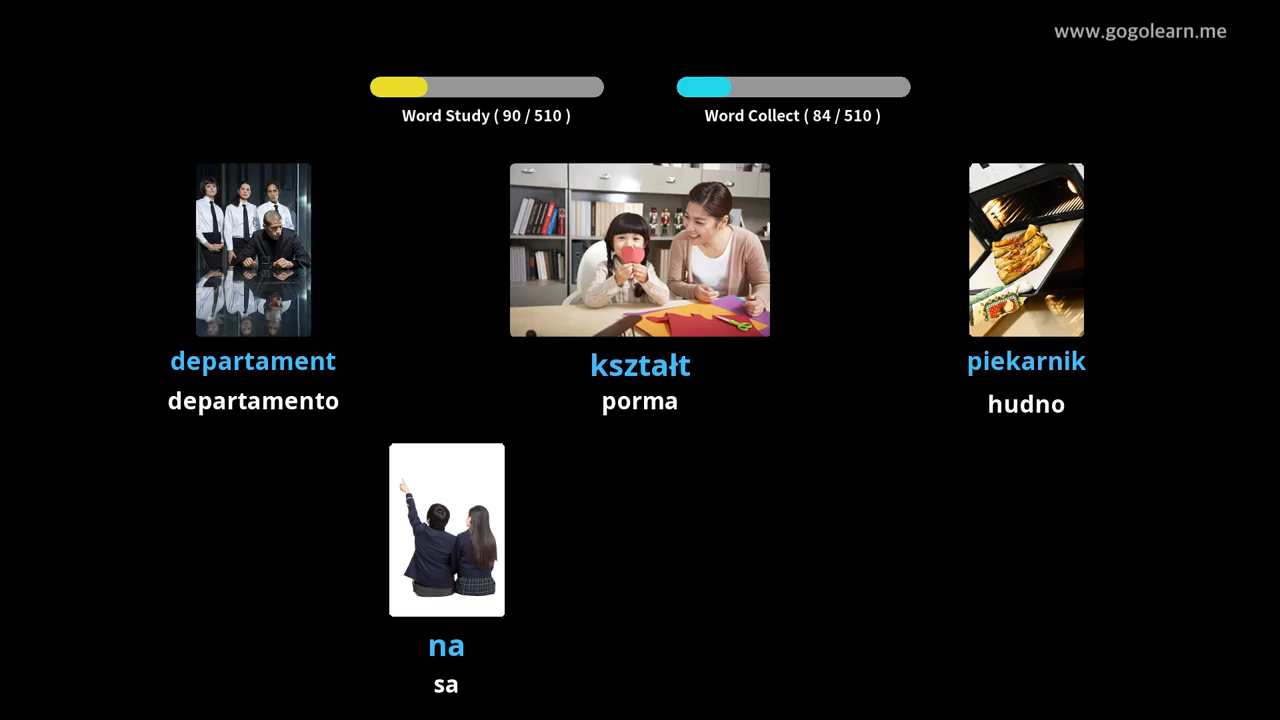 www.gogolearn.me
Word Study ( 90 / 510 )
Word Collect ( 84 / 510 )
departament
departamento
kształt
porma
piekarnik
hudno
na
sa